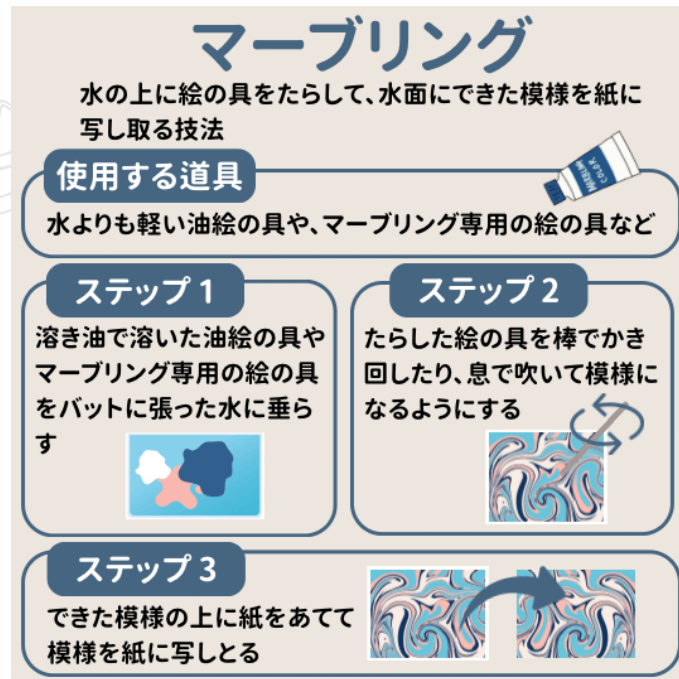 マーブリング
水の上に絵の具をたらして、水面にできた模様を紙に
写し取る技法
使用する道具
MARBLING
COLOR
水よりも軽い油絵の具や、マーブリング専用の絵の具など
ステップ 1
溶き油で溶いた油絵の具や
マーブリング専用の絵の具
をバットに張った水に垂ら
す
ステップ 2
たらした絵の具を棒でかき
回したり、息で吹いて模様に
なるようにする
ステップ 3
できた模様の上に紙をあてて
模様を紙に写しとる